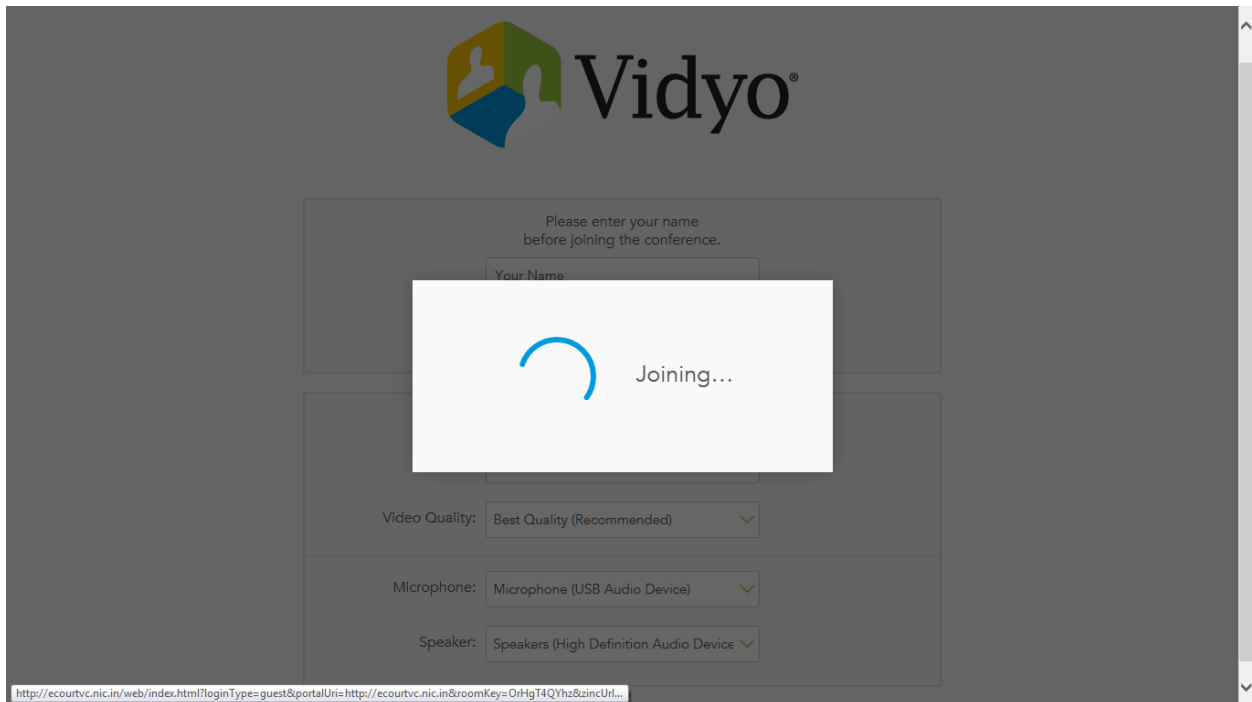 Vidyo®
Please enter your name
before joining the conference.
Your Name
Joining...
Video Quality: Best Quality (Recommended)
Microphone: Microphone (USB Audio Device)
Speaker: Speakers (High Definition Audio Device
http://ecourtvc.nic.in/web/index.html?loginType=guest&portalUri=http://ecourtvc.nic.in&roomKey=OrHgT4QYhz&zincUrl...